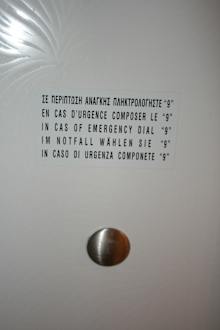 ΣΕ ΠΕΡΙΠΤΩΣΗ ΑΝΑΓΚΗΣ ΠΛΗΚΤΡΟΛΟΓΗΣΤΕ "9"
EN CAS D'URGENCE COMPOSER LE "9"
IN CAS OF EMERGENCY DIAL "9"
IM NOTFALL WÄHLEN SIE "9"
IN CASO DI URGENZA COMPONETE "9"